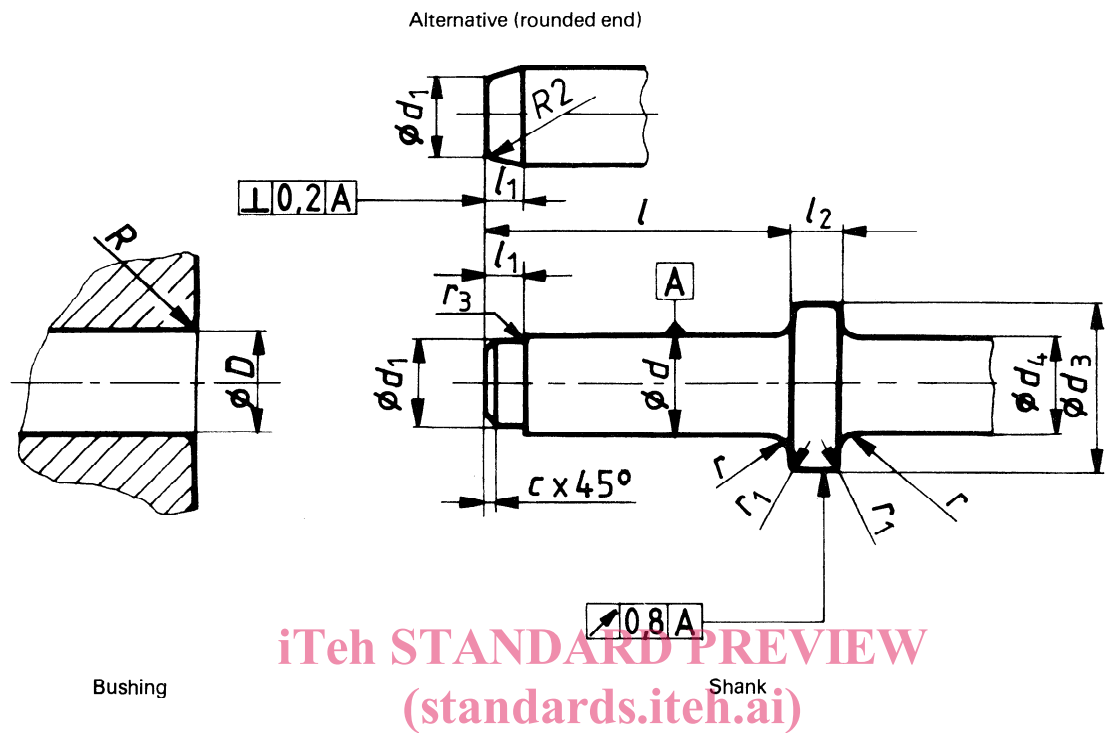 Alternative (rounded end)
ϕd₁
R2
l₁
⊥ 0,2 A
l
l₂
R
l₁
r₃
A
ϕD
ϕd₁
ϕd
ϕd₄
ϕd₃
c x 45°
r
r₁
r₁
r
↗ 0,8 A
iTeh STANDARD PREVIEW
Bushing
Shank
(standards.iteh.ai)